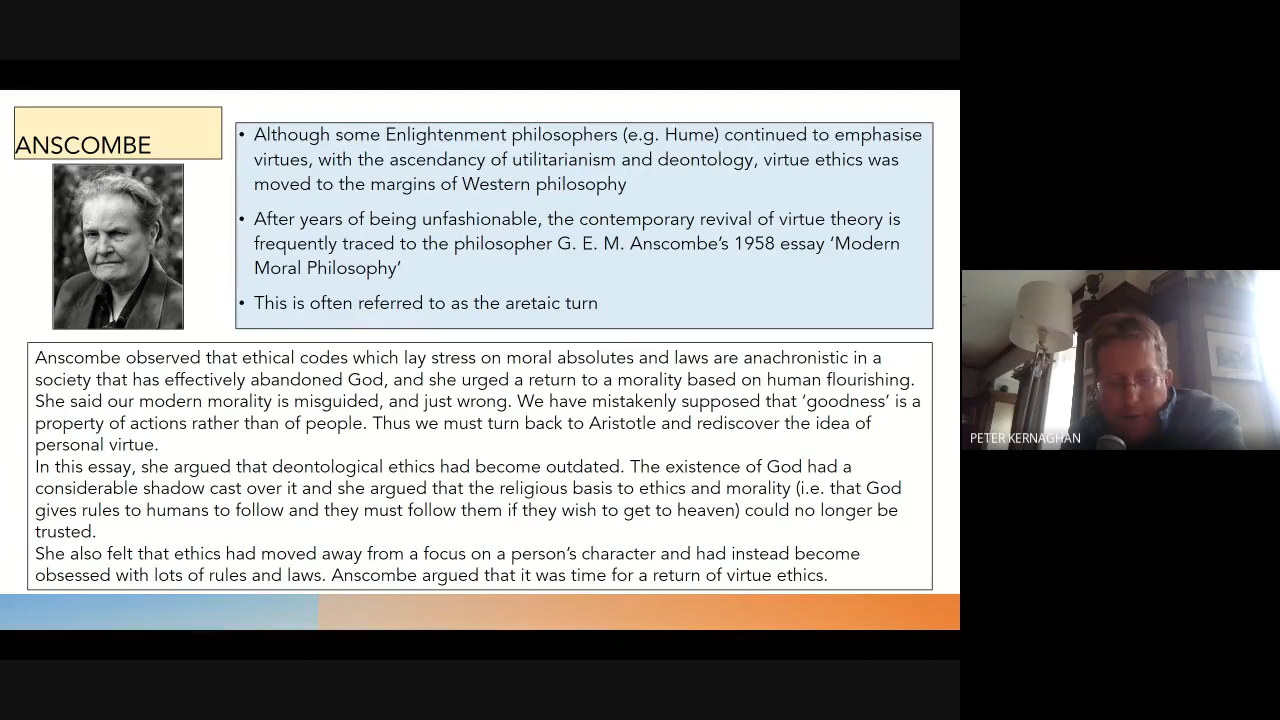 ANSCOMBE
• Although some Enlightenment philosophers (e.g. Hume) continued to emphasise
virtues, with the ascendancy of utilitarianism and deontology, virtue ethics was
moved to the margins of Western philosophy
• After years of being unfashionable, the contemporary revival of virtue theory is
frequently traced to the philosopher G. E. M. Anscombe’s 1958 essay ‘Modern
Moral Philosophy’
• This is often referred to as the aretaic turn
Anscombe observed that ethical codes which lay stress on moral absolutes and laws are anachronistic in a
society that has effectively abandoned God, and she urged a return to a morality based on human flourishing.
She said our modern morality is misguided, and just wrong. We have mistakenly supposed that ‘goodness’ is a
property of actions rather than of people. Thus we must turn back to Aristotle and rediscover the idea of
personal virtue.
In this essay, she argued that deontological ethics had become outdated. The existence of God had a
considerable shadow cast over it and she argued that the religious basis to ethics and morality (i.e. that God
gives rules to humans to follow and they must follow them if they wish to get to heaven) could no longer be
trusted.
She also felt that ethics had moved away from a focus on a person’s character and had instead become
obsessed with lots of rules and laws. Anscombe argued that it was time for a return of virtue ethics.
PETER KERNAGHAN